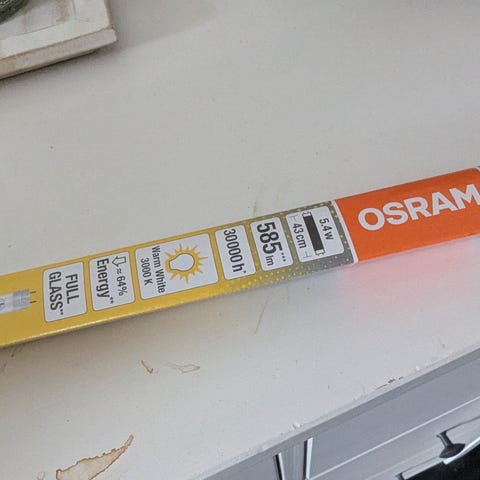 FULL
GLASS**
≈ 64%
Energy**
Warm White
3000 K
30000 h*
585 ***
lm
5.4 W
43 cm
OSRAM